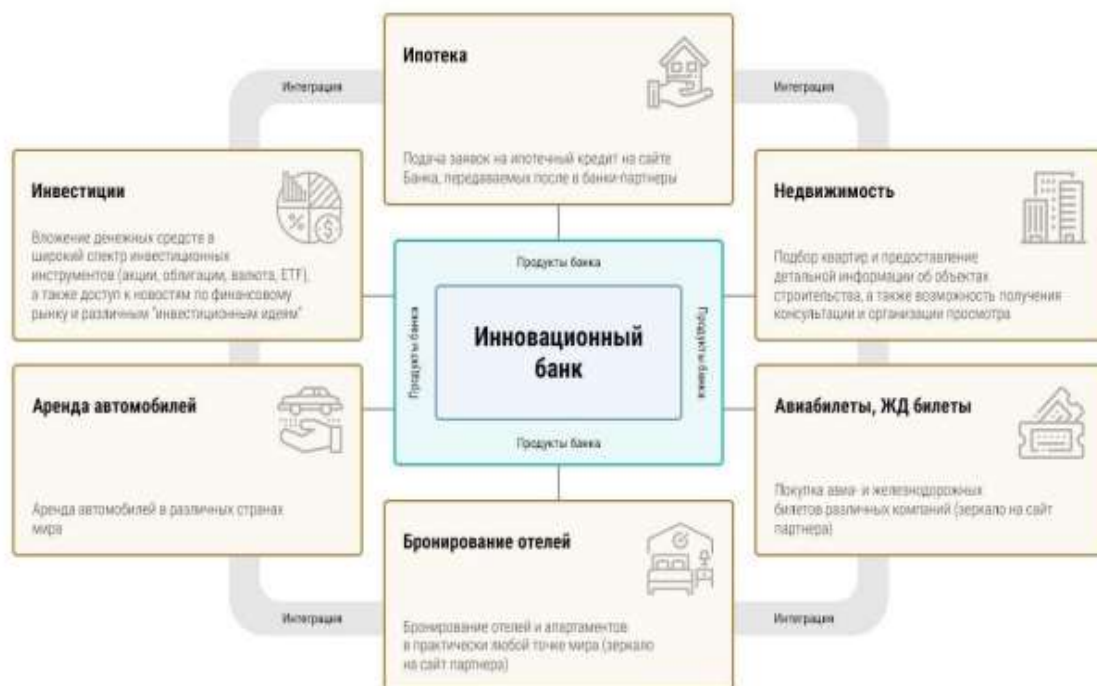 Ипотека
Подача заявок на ипотечный кредит на сайте
Банка, передаваемых после в банки-партнеры
Интеграция
Интеграция
Инвестиции
Вложение денежных средств в
широкий спектр инвестиционных
инструментов (акции, облигации, валюта, ETF),
а также доступ к новостям по финансовому
рынку и различным "инвестиционным идеям"
Недвижимость
Подбор квартир и предоставление
детальной информации об объектах
строительства, а также возможность получения
консультации и организации просмотра
Продукты банка
Продукты банка
Инновационный
банк
Продукты банка
Продукты банка
Аренда автомобилей
Аренда автомобилей в различных странах
мира
Авиабилеты, ЖД билеты
Покупка авиа- и железнодорожных
билетов различных компаний (зеркало на сайт
партнера)
Бронирование отелей
Бронирование отелей и апартаментов
в практически любой точке мира (зеркало
на сайт партнера)
Интеграция
Интеграция